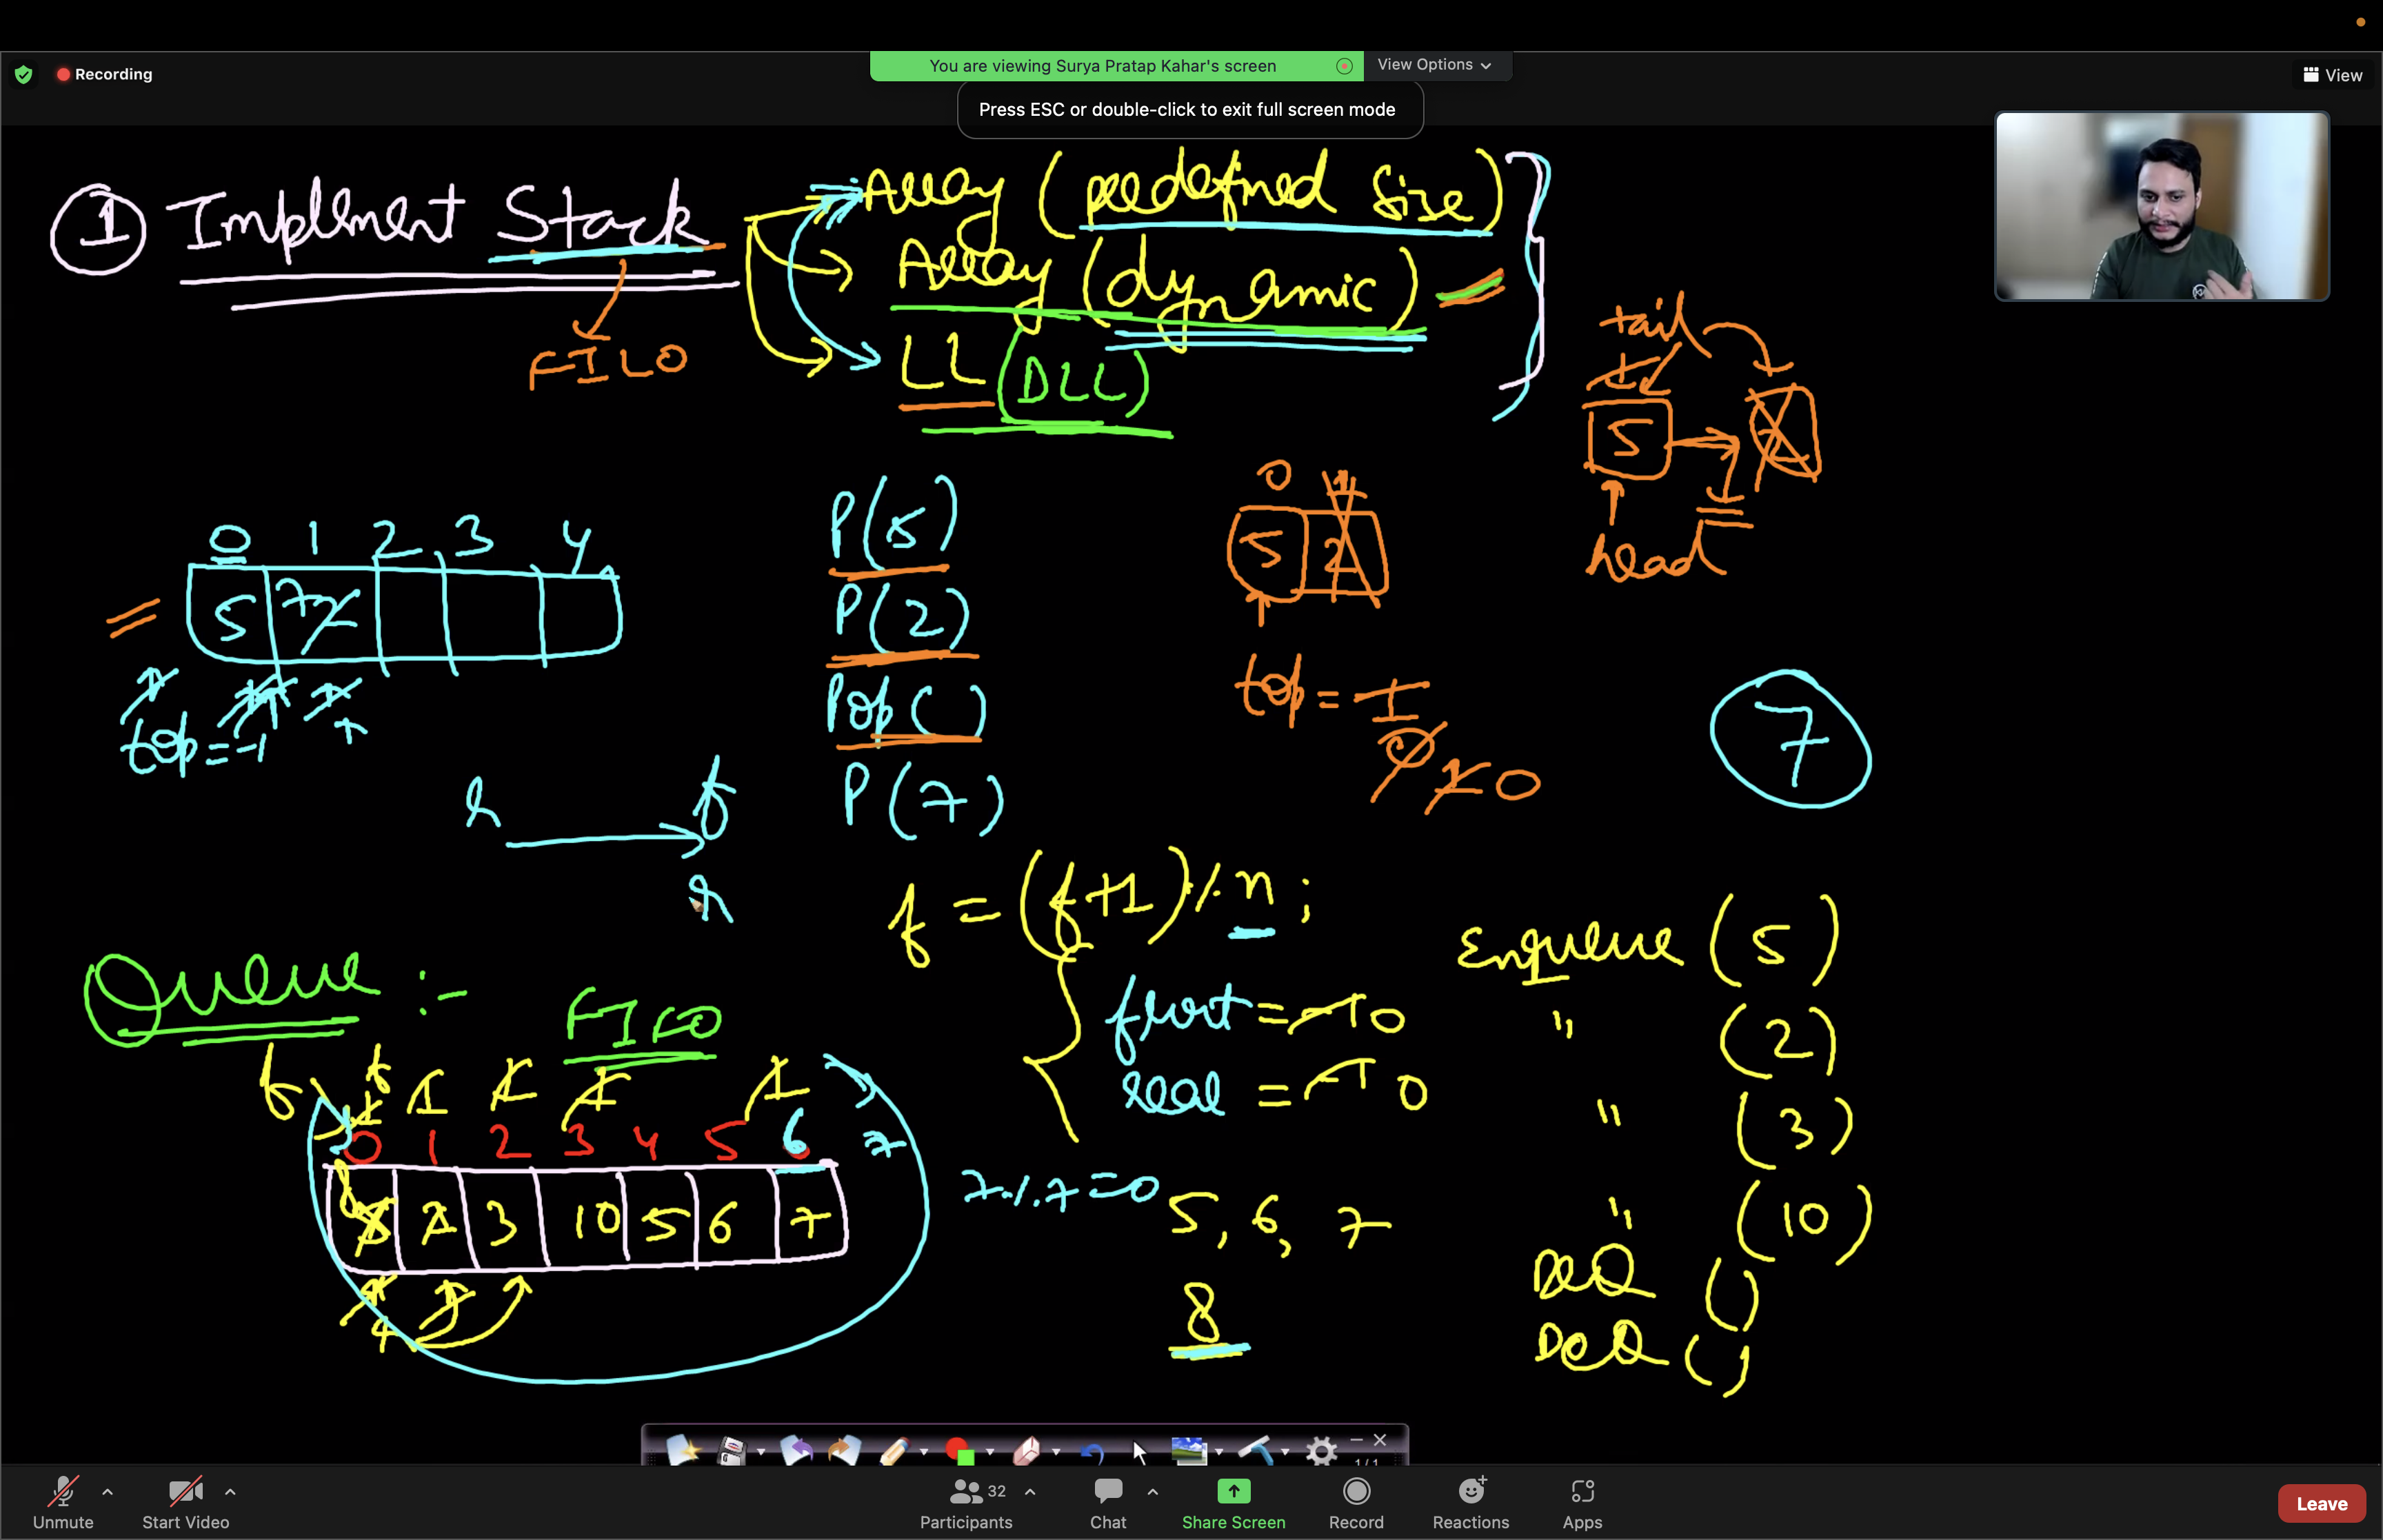 Recording
You are viewing Surya Pratap Kahar's screen
View Options
View
Press ESC or double-click to exit full screen mode
① Implement Stack
Array (predefined Size)
Array (dynamic)
LL (DLL)
FILO
tail
5
head
0 1 2 3 4
5 7 2
top = -1
P(5)
P(2)
Pop()
P(7)
0 1
5 2
top = -1
0 1 0
7
r f
r
f = (f+1) % n ;
Queue :-
FIFO
front = -1 0
rear = -1 0
Enqueue (5)
" (2)
" (3)
" (10)
DeQ ()
DeQ ()
f
0 1 2 3 4 5 6 7
2 3 10 5 6 7
7 % 7 = 0
5, 6, 7
8
1/1
Unmute
Start Video
32
Participants
Chat
Share Screen
Record
Reactions
Apps
Leave